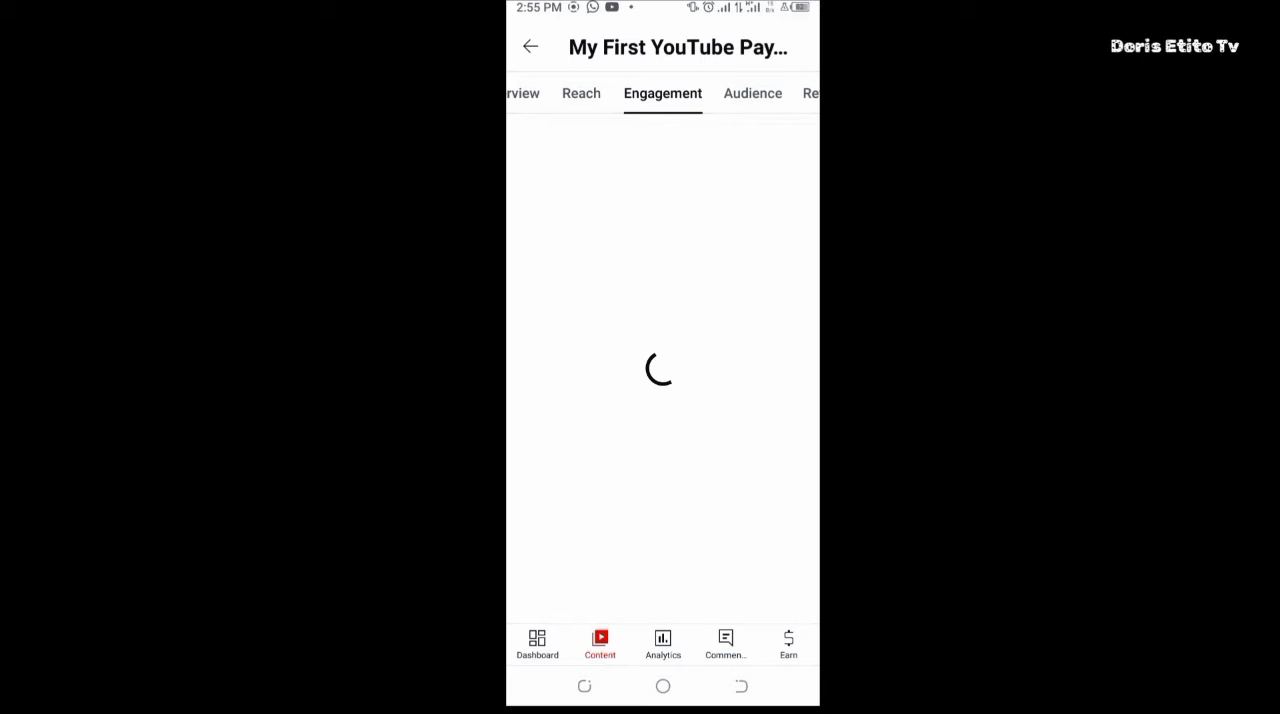 2:55 PM
Doris Etito Tv
My First YouTube Pay...
rview Reach Engagement Audience Re
Dashboard Content Analytics Commen... Earn